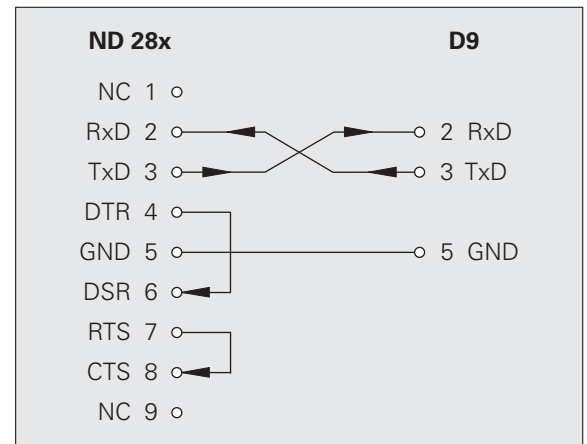 ND 28x D9
NC 1
RxD 2 2 RxD
TxD 3 3 TxD
DTR 4
GND 5 5 GND
DSR 6
RTS 7
CTS 8
NC 9